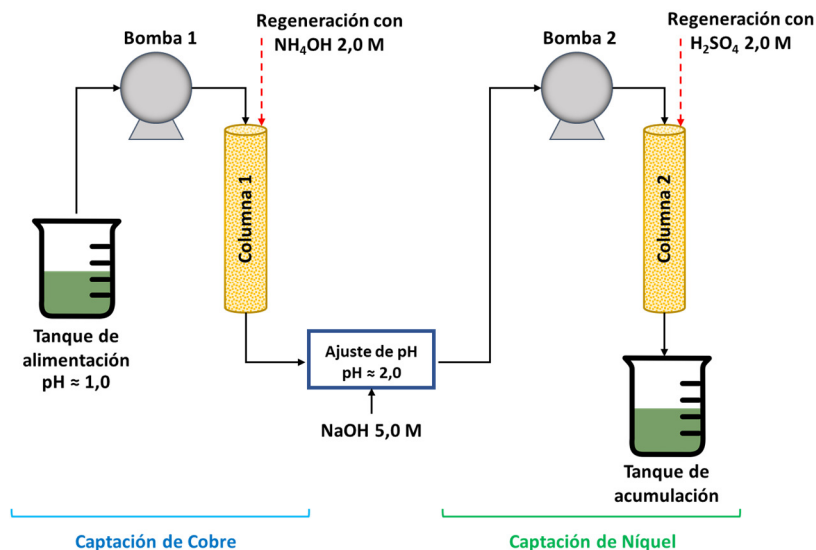 Regeneración con
NH₄OH 2,0 M
Bomba 1
Columna 1
Tanque de
alimentación
pH ≈ 1,0
Ajuste de pH
pH ≈ 2,0
NaOH 5,0 M
Bomba 2
Regeneración con
H₂SO₄ 2,0 M
Columna 2
Tanque de
acumulación
Captación de Cobre
Captación de Níquel